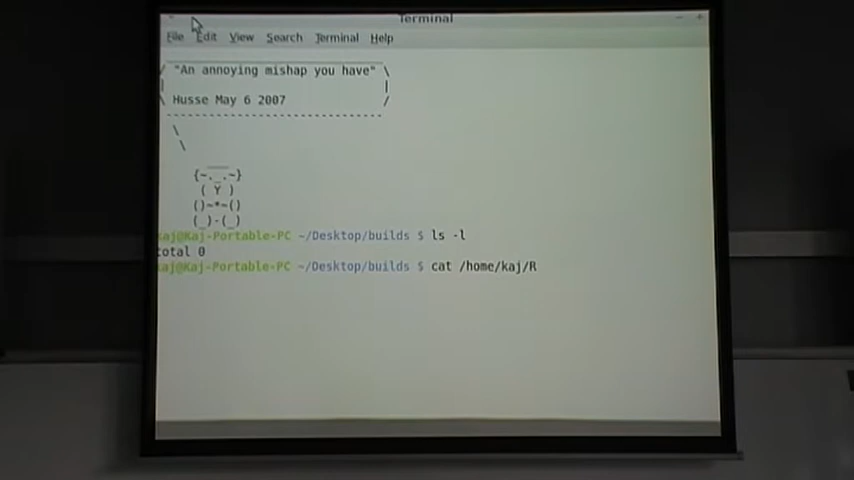 Terminal
File Edit View Search Terminal Help
/ "An annoying mishap you have" \
| |
\ Husse May 6 2007 /
---------------------------------
\
\
___
{~._.~}
( Y )
()~*~()
(_)-(_)
kaj@Kaj-Portable-PC ~/Desktop/builds $ ls -l
total 0
kaj@Kaj-Portable-PC ~/Desktop/builds $ cat /home/kaj/R